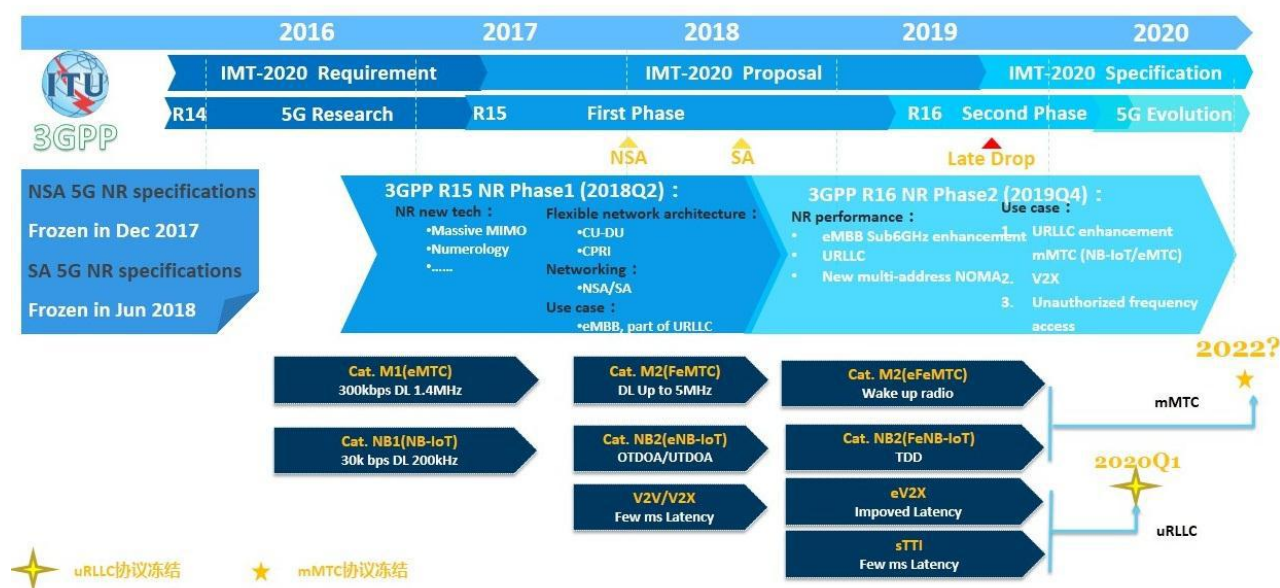 2016 2017 2018 2019 2020
ITU
3GPP
IMT-2020 Requirement IMT-2020 Proposal IMT-2020 Specification
R14 5G Research R15 First Phase R16 Second Phase 5G Evolution
NSA SA Late Drop
NSA 5G NR specifications
Frozen in Dec 2017
SA 5G NR specifications
Frozen in Jun 2018
3GPP R15 NR Phase1 (2018Q2)：
NR new tech：
•Massive MIMO
•Numerology
•......
Flexible network architecture：
•CU-DU
•CPRI
Networking：
•NSA/SA
Use case：
•eMBB, part of URLLC
3GPP R16 NR Phase2 (2019Q4)：
NR performance：
• eMBB Sub6GHz enhancement
• URLLC
• New multi-address NOMA
Use case：
1. URLLC enhancement
mMTC (NB-IoT/eMTC)
2. V2X
3. Unauthorized frequency
access
Cat. M1(eMTC)
300kbps DL 1.4MHz
Cat. M2(FeMTC)
DL Up to 5MHz
Cat. M2(eFeMTC)
Wake up radio
2022?
mMTC
Cat. NB1(NB-IoT)
30k bps DL 200kHz
Cat. NB2(eNB-IoT)
OTDOA/UTDOA
Cat. NB2(FeNB-IoT)
TDD
2020Q1
V2V/V2X
Few ms Latency
eV2X
Impoved Latency
uRLLC
sTTI
Few ms Latency
uRLLC协议冻结
mMTC协议冻结